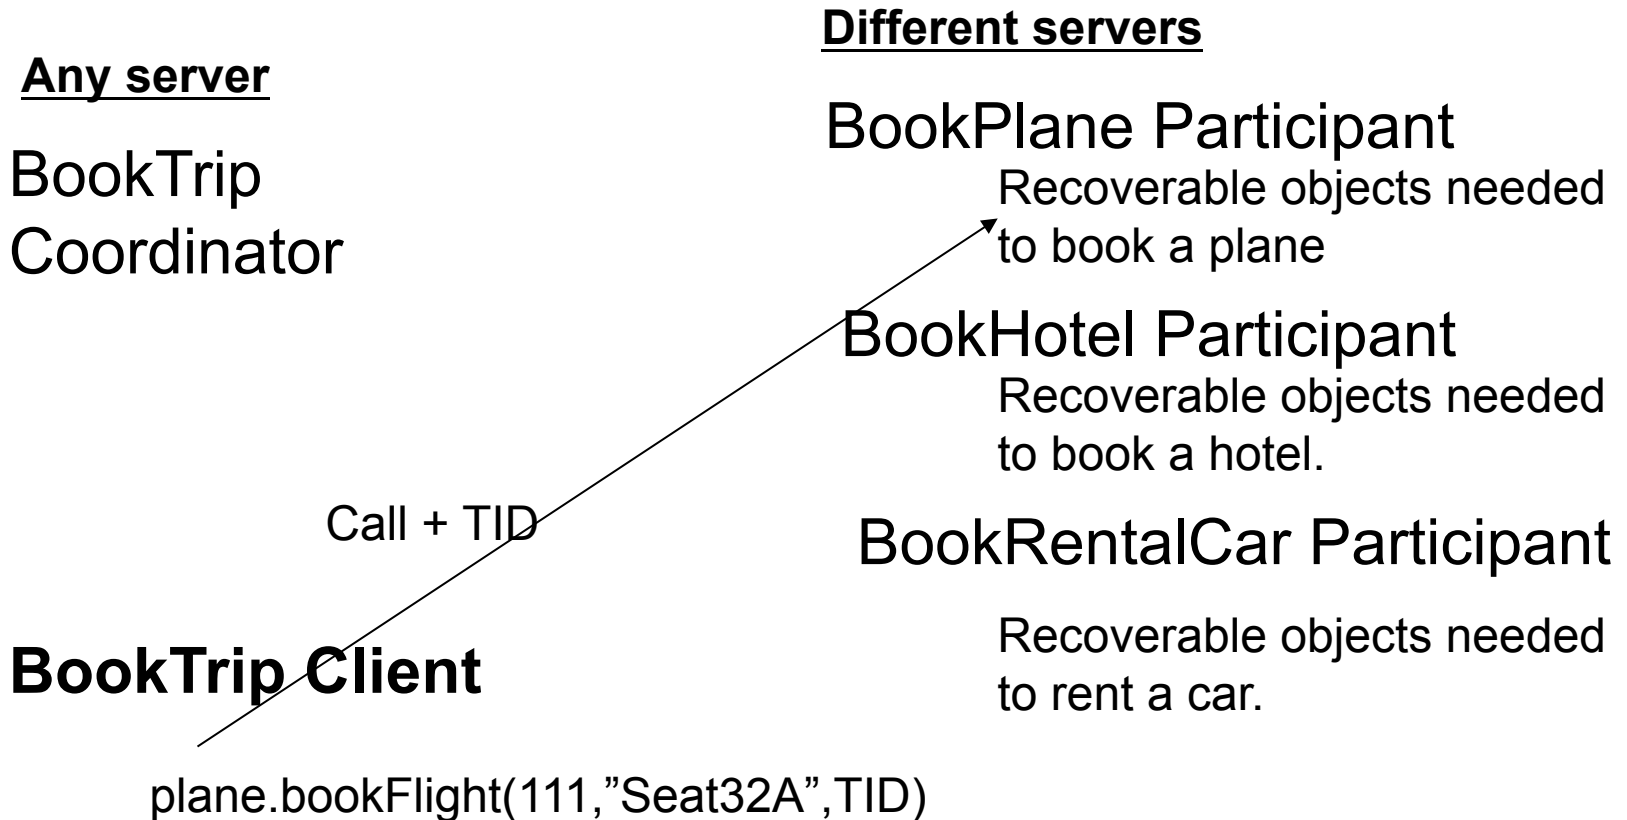 Different servers
Any server
BookPlane Participant
BookTrip
Coordinator
Recoverable objects needed
to book a plane
BookHotel Participant
Recoverable objects needed
to book a hotel.
Call + TID
BookRentalCar Participant
BookTrip Client
Recoverable objects needed
to rent a car.
plane.bookFlight(111,”Seat32A”,TID)